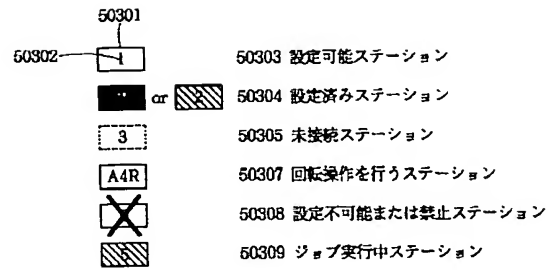 50301
50302 1 50303 設定可能ステーション
or 2 50304 設定済みステーション
3 50305 未接続ステーション
A4R 50307 回転操作を行うステーション
50308 設定不可能または禁止ステーション
5 50309 ジョブ実行中ステーション